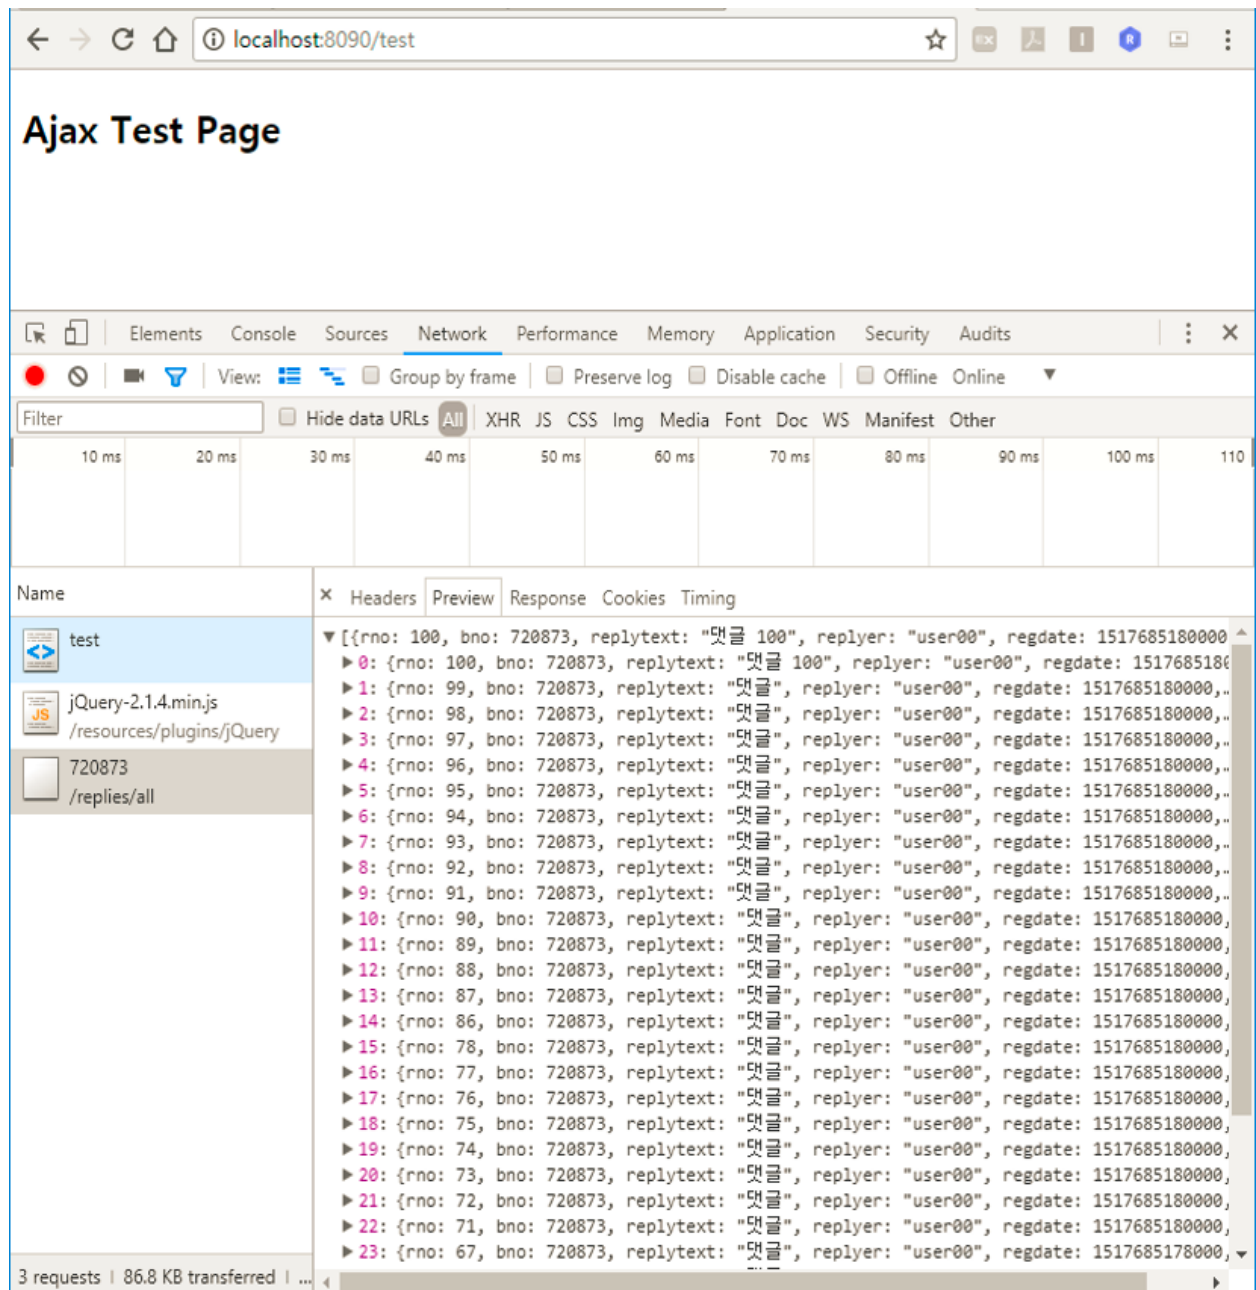 localhost:8090/test
Ajax Test Page
Elements Console Sources Network Performance Memory Application Security Audits
View: Group by frame Preserve log Disable cache Offline Online
Filter Hide data URLs All XHR JS CSS Img Media Font Doc WS Manifest Other
10 ms 20 ms 30 ms 40 ms 50 ms 60 ms 70 ms 80 ms 90 ms 100 ms 110
Name
Headers Preview Response Cookies Timing
test
jQuery-2.1.4.min.js
/resources/plugins/jQuery
720873
/replies/all
[{rno: 100, bno: 720873, replytext: "댓글 100", replyer: "user00", regdate: 1517685180000
0: {rno: 100, bno: 720873, replytext: "댓글 100", replyer: "user00", regdate: 151768518
1: {rno: 99, bno: 720873, replytext: "댓글", replyer: "user00", regdate: 1517685180000,…
2: {rno: 98, bno: 720873, replytext: "댓글", replyer: "user00", regdate: 1517685180000,…
3: {rno: 97, bno: 720873, replytext: "댓글", replyer: "user00", regdate: 1517685180000,…
4: {rno: 96, bno: 720873, replytext: "댓글", replyer: "user00", regdate: 1517685180000,…
5: {rno: 95, bno: 720873, replytext: "댓글", replyer: "user00", regdate: 1517685180000,…
6: {rno: 94, bno: 720873, replytext: "댓글", replyer: "user00", regdate: 1517685180000,…
7: {rno: 93, bno: 720873, replytext: "댓글", replyer: "user00", regdate: 1517685180000,…
8: {rno: 92, bno: 720873, replytext: "댓글", replyer: "user00", regdate: 1517685180000,…
9: {rno: 91, bno: 720873, replytext: "댓글", replyer: "user00", regdate: 1517685180000,…
10: {rno: 90, bno: 720873, replytext: "댓글", replyer: "user00", regdate: 1517685180000,
11: {rno: 89, bno: 720873, replytext: "댓글", replyer: "user00", regdate: 1517685180000,
12: {rno: 88, bno: 720873, replytext: "댓글", replyer: "user00", regdate: 1517685180000,
13: {rno: 87, bno: 720873, replytext: "댓글", replyer: "user00", regdate: 1517685180000,
14: {rno: 86, bno: 720873, replytext: "댓글", replyer: "user00", regdate: 1517685180000,
15: {rno: 78, bno: 720873, replytext: "댓글", replyer: "user00", regdate: 1517685180000,
16: {rno: 77, bno: 720873, replytext: "댓글", replyer: "user00", regdate: 1517685180000,
17: {rno: 76, bno: 720873, replytext: "댓글", replyer: "user00", regdate: 1517685180000,
18: {rno: 75, bno: 720873, replytext: "댓글", replyer: "user00", regdate: 1517685180000,
19: {rno: 74, bno: 720873, replytext: "댓글", replyer: "user00", regdate: 1517685180000,
20: {rno: 73, bno: 720873, replytext: "댓글", replyer: "user00", regdate: 1517685180000,
21: {rno: 72, bno: 720873, replytext: "댓글", replyer: "user00", regdate: 1517685180000,
22: {rno: 71, bno: 720873, replytext: "댓글", replyer: "user00", regdate: 1517685180000,
23: {rno: 67, bno: 720873, replytext: "댓글", replyer: "user00", regdate: 1517685178000,
3 requests | 86.8 KB transferred | ...